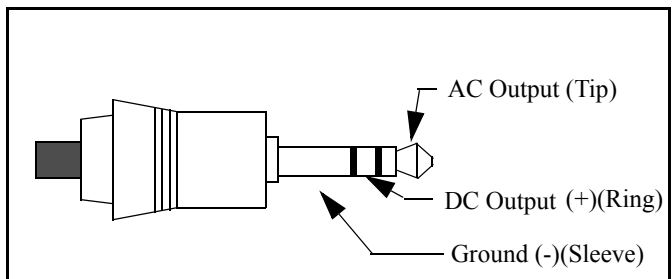 AC Output (Tip)
DC Output (+)(Ring)
Ground (-)(Sleeve)